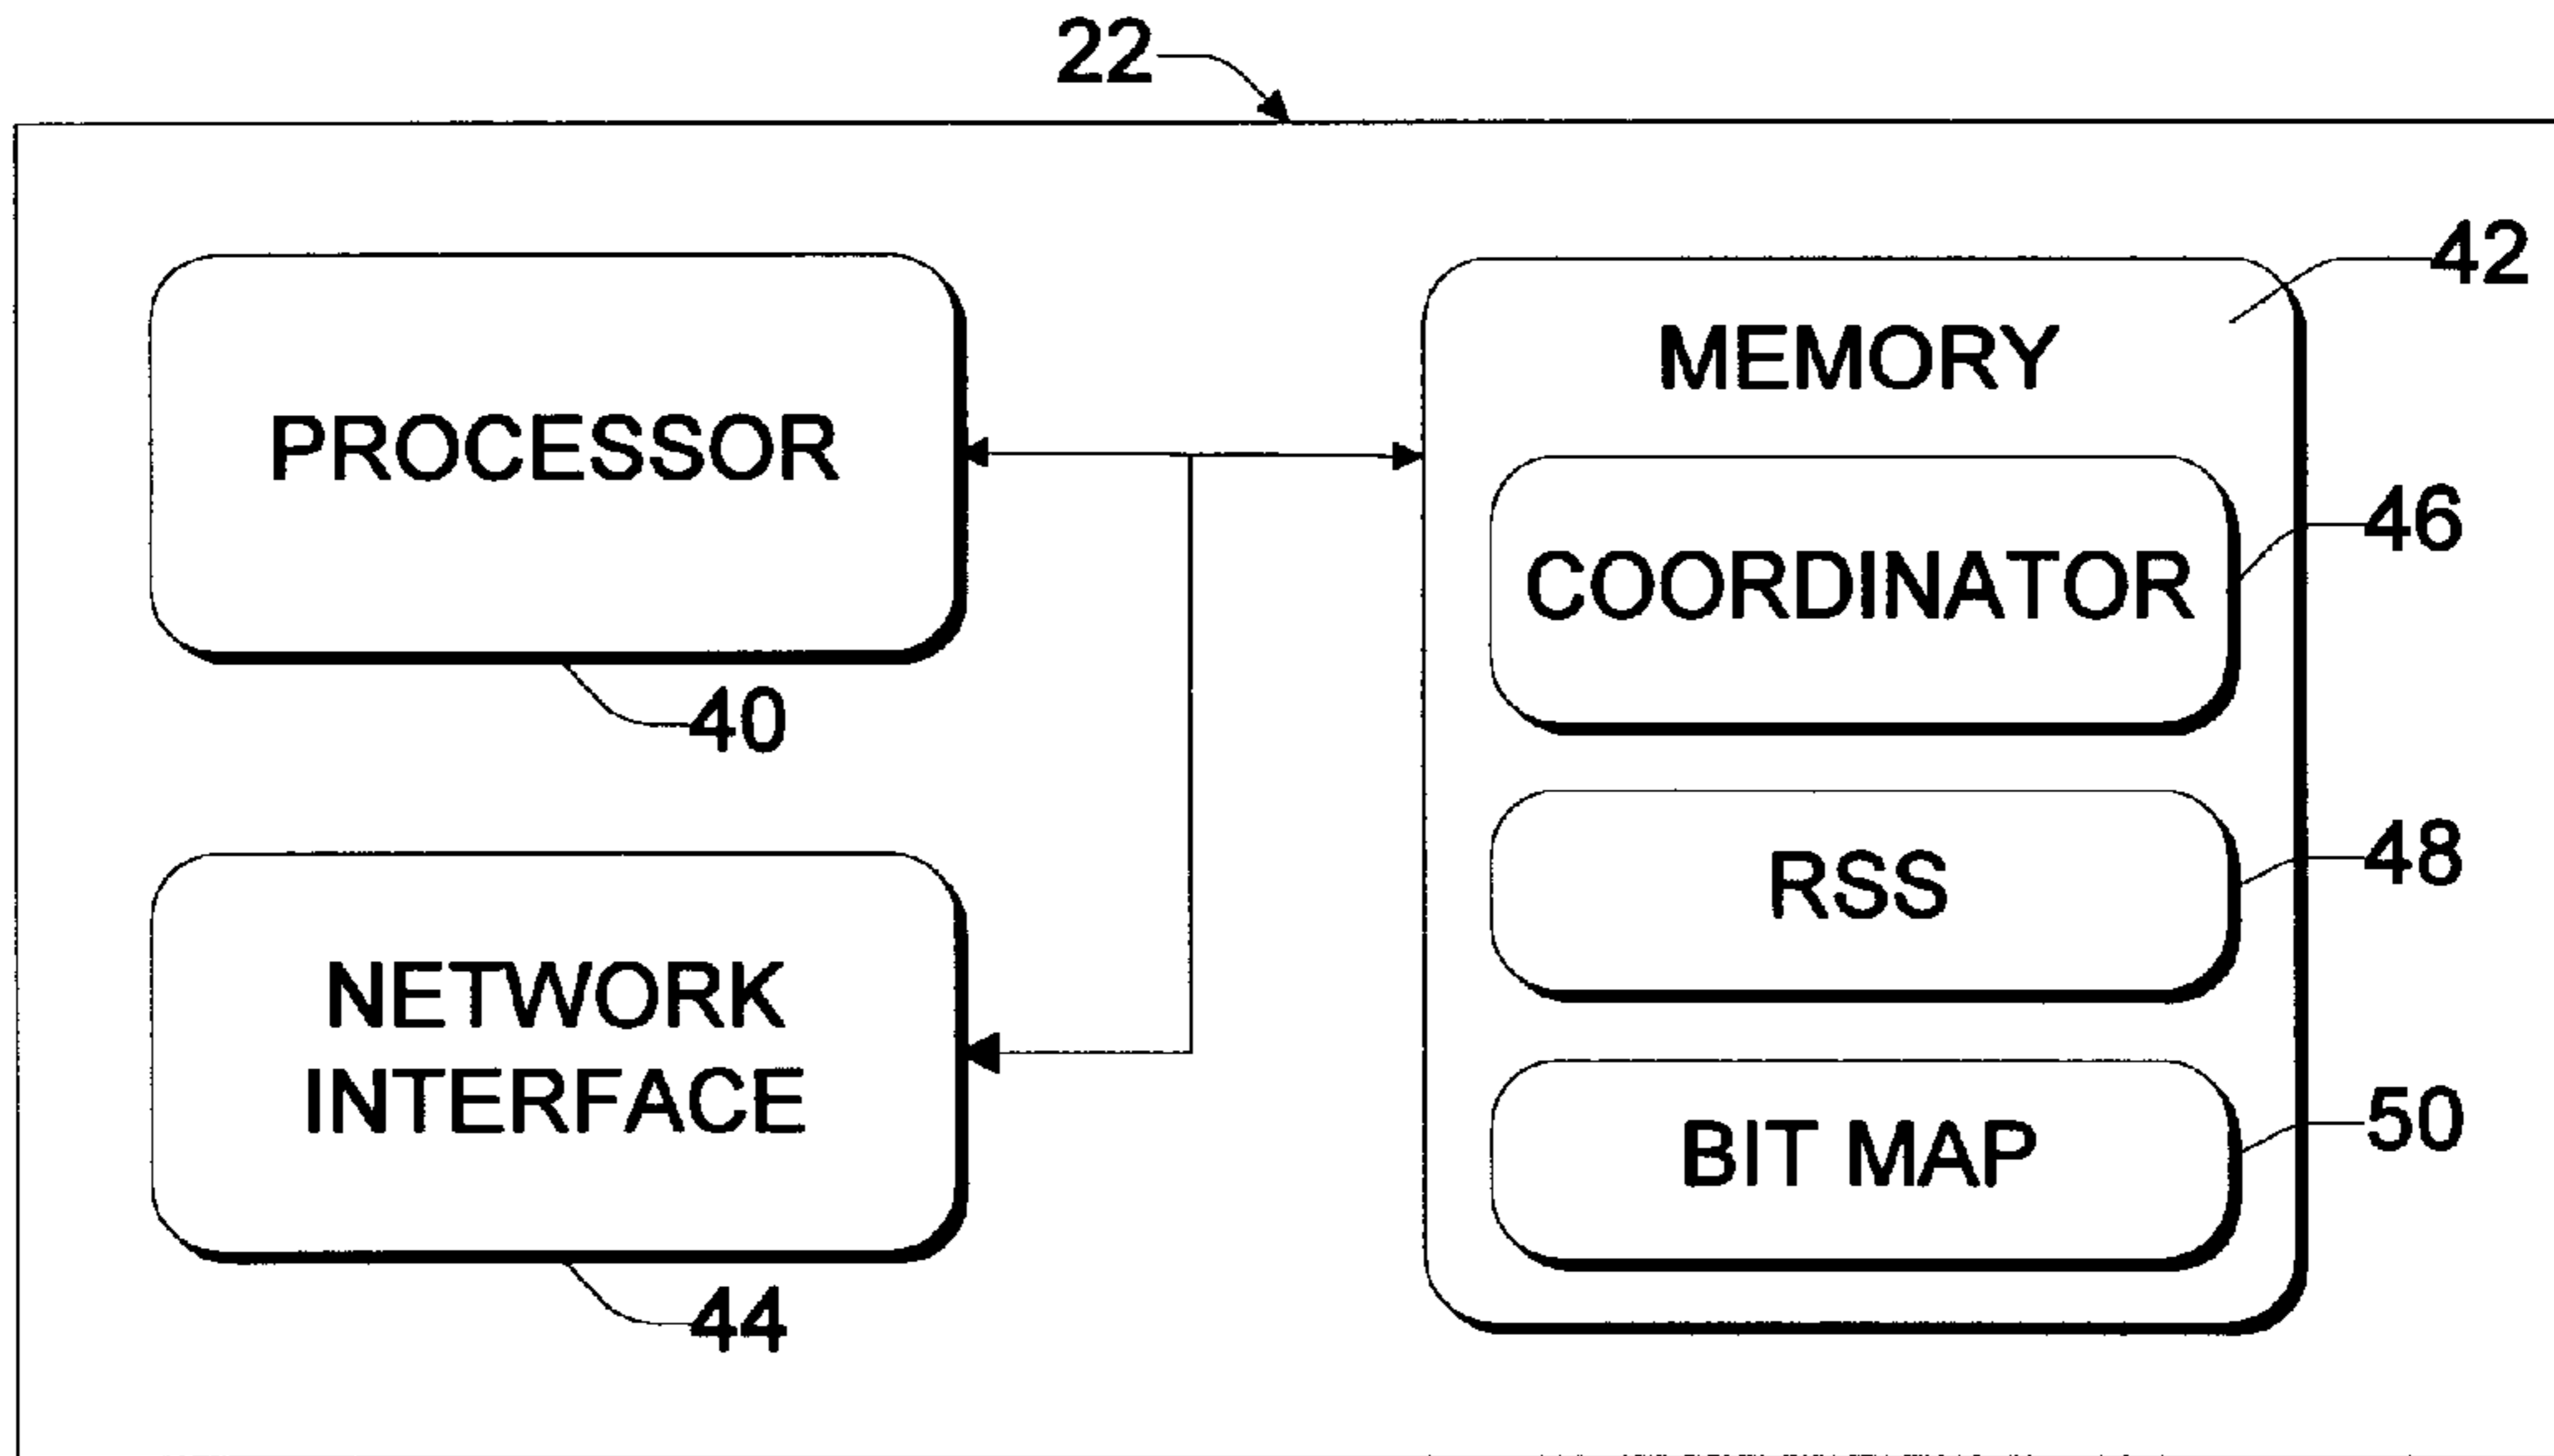 22
42
MEMORY
PROCESSOR
COORDINATOR
46
40
RSS
48
NETWORK
INTERFACE
BIT MAP
50
44